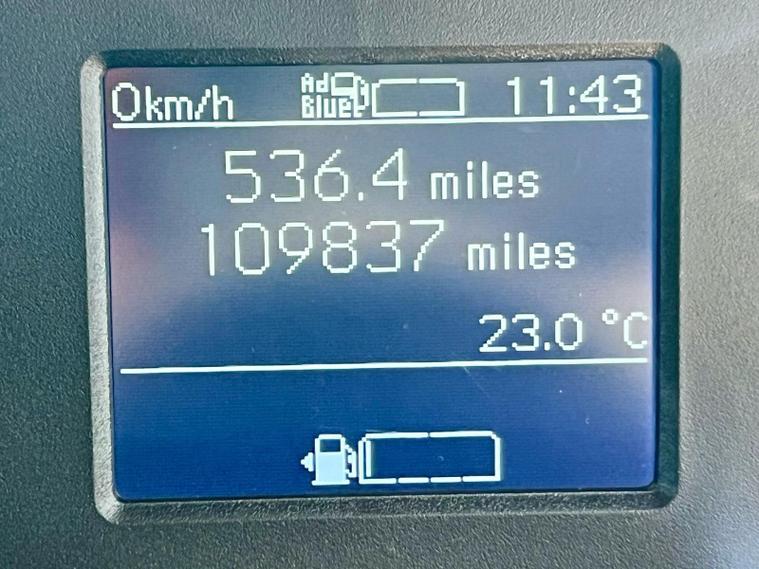 0km/h Ad Blue 11:43
536.4 miles
109837 miles
23.0 °C